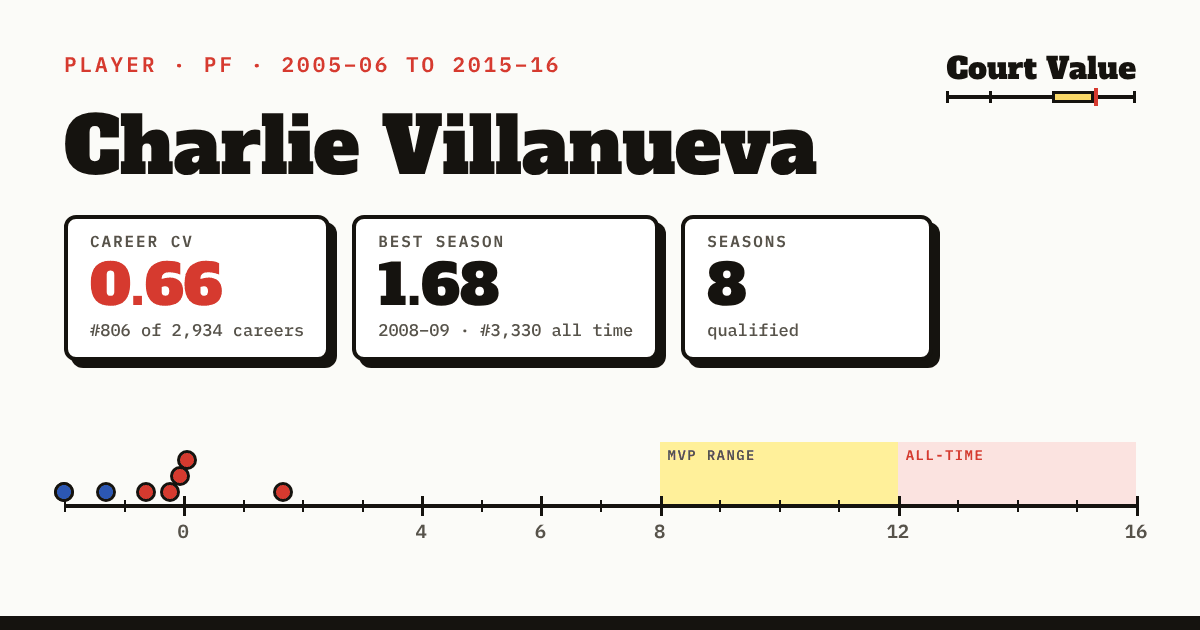 PLAYER · PF · 2005–06 TO 2015–16
Court Value
Charlie Villanueva
CAREER CV
0.66
#806 of 2,934 careers
BEST SEASON
1.68
2008–09 · #3,330 all time
SEASONS
8
qualified
MVP RANGE
ALL-TIME
0 4 6 8 12 16